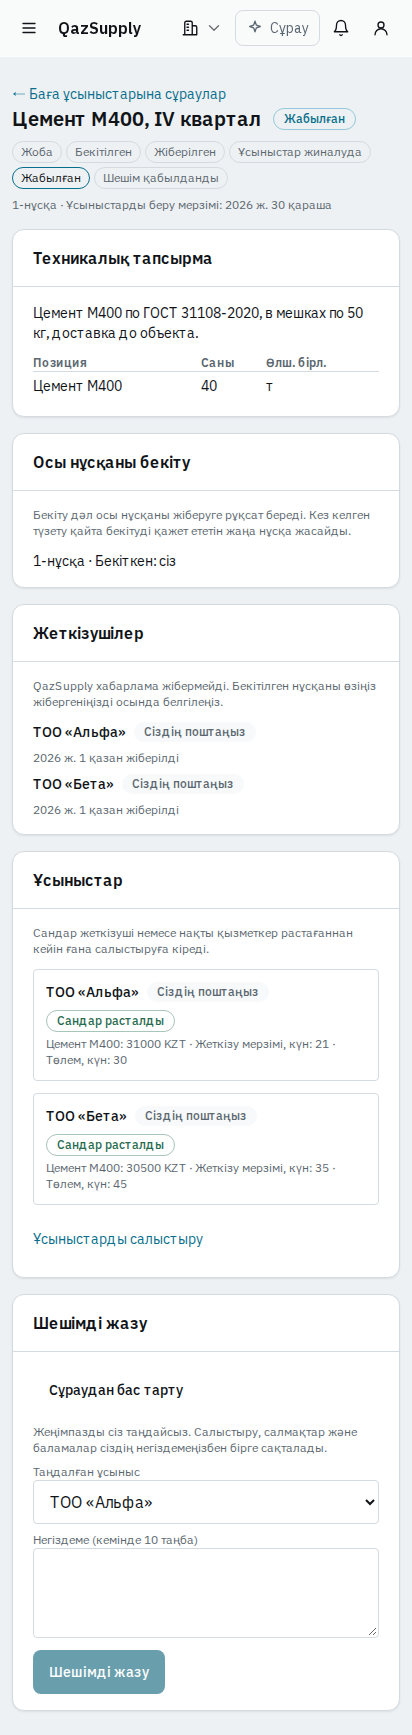 QazSupply
Сұрау
← Баға ұсыныстарына сұраулар
Цемент М400, IV квартал Жабылған
Жоба Бекітілген Жіберілген Ұсыныстар жиналуда
Жабылған Шешім қабылданды
1-нұсқа · Ұсыныстарды беру мерзімі: 2026 ж. 30 қараша
Техникалық тапсырма
Цемент М400 по ГОСТ 31108-2020, в мешках по 50
кг, доставка до объекта.
Позиция Саны Өлш. бірл.
Цемент М400 40 т
Осы нұсқаны бекіту
Бекіту дәл осы нұсқаны жіберуге рұқсат береді. Кез келген
түзету қайта бекітуді қажет ететін жаңа нұсқа жасайды.
1-нұсқа · Бекіткен: сіз
Жеткізушілер
QazSupply хабарлама жібермейді. Бекітілген нұсқаны өзіңіз
жібергеніңізді осында белгілеңіз.
ТОО «Альфа» Сіздің поштаңыз
2026 ж. 1 қазан жіберілді
ТОО «Бета» Сіздің поштаңыз
2026 ж. 1 қазан жіберілді
Ұсыныстар
Сандар жеткізуші немесе нақты қызметкер растағаннан
кейін ғана салыстыруға кіреді.
ТОО «Альфа» Сіздің поштаңыз
Сандар расталды
Цемент М400: 31000 KZT · Жеткізу мерзімі, күн: 21 ·
Төлем, күн: 30
ТОО «Бета» Сіздің поштаңыз
Сандар расталды
Цемент М400: 30500 KZT · Жеткізу мерзімі, күн: 35 ·
Төлем, күн: 45
Ұсыныстарды салыстыру
Шешімді жазу
Сұраудан бас тарту
Жеңімпазды сіз таңдайсыз. Салыстыру, салмақтар және
баламалар сіздің негіздемеңізбен бірге сақталады.
Таңдалған ұсыныс
ТОО «Альфа»
Негіздеме (кемінде 10 таңба)
Шешімді жазу